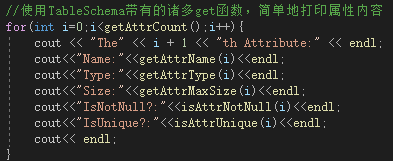 //使用TableSchema带有的诸多get函数，简单地打印属性内容
for(int i=0;i<getAttrCount();i++){
cout << "The" << i + 1 << "th Attribute:" << endl;
cout<<"Name:"<<getAttrName(i)<<endl;
cout<<"Type:"<<getAttrType(i)<<endl;
cout<<"Size:"<<getAttrMaxSize(i)<<endl;
cout<<"IsNotNull?:"<<isAttrNotNull(i)<<endl;
cout<<"IsUnique?:"<<isAttrUnique(i)<<endl;
cout<< endl;
}